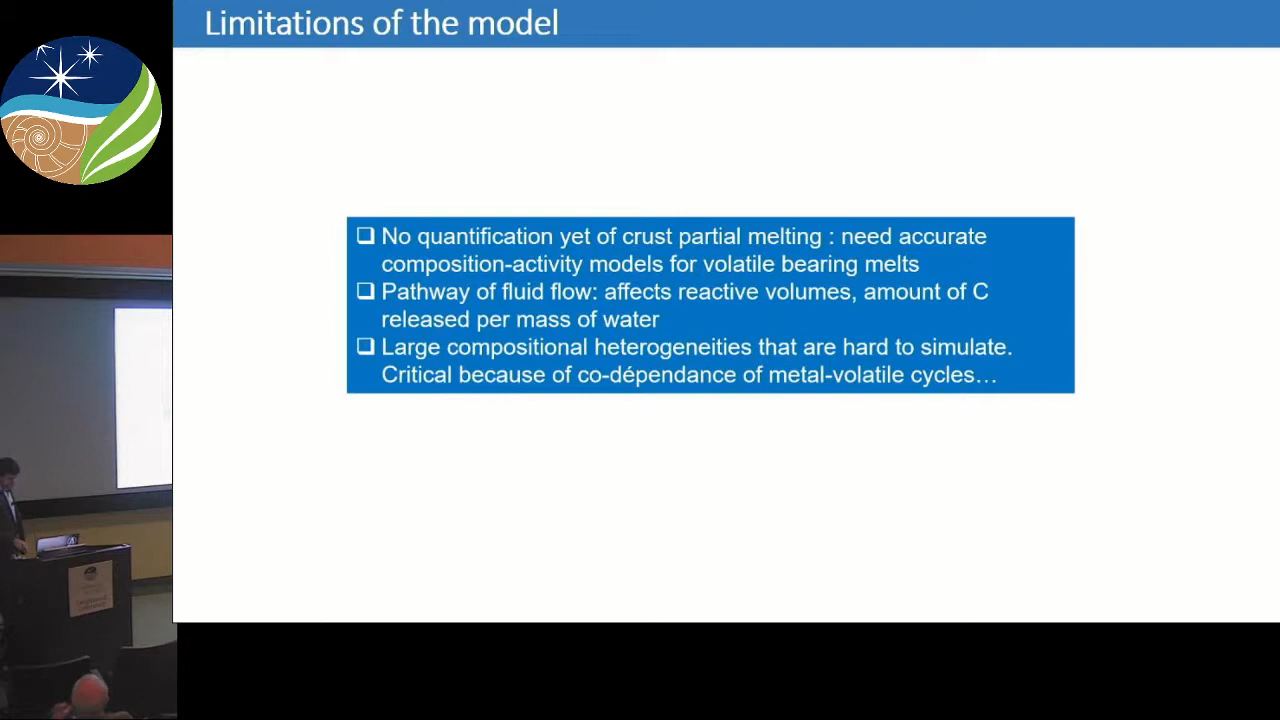 Limitations of the model
❑ No quantification yet of crust partial melting : need accurate
composition-activity models for volatile bearing melts
❑ Pathway of fluid flow: affects reactive volumes, amount of C
released per mass of water
❑ Large compositional heterogeneities that are hard to simulate.
Critical because of co-dépendance of metal-volatile cycles…